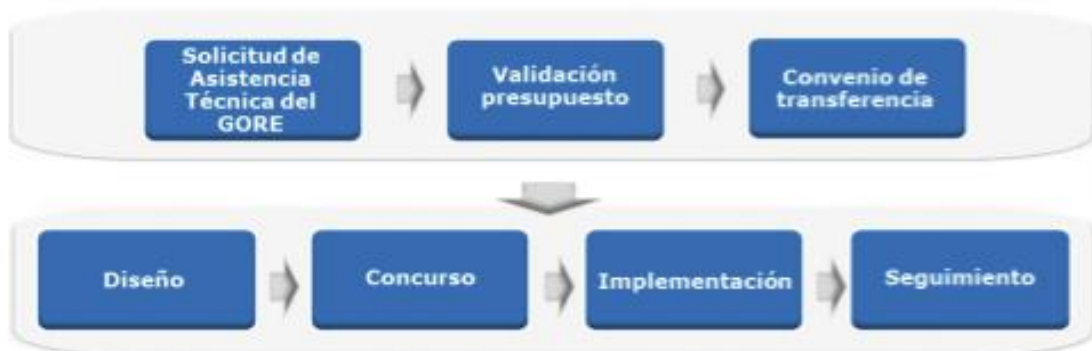 Solicitud de
Asistencia
Técnica del
GORE
Validación
presupuesto
Convenio de
transferencia
Diseño
Concurso
Implementación
Seguimiento